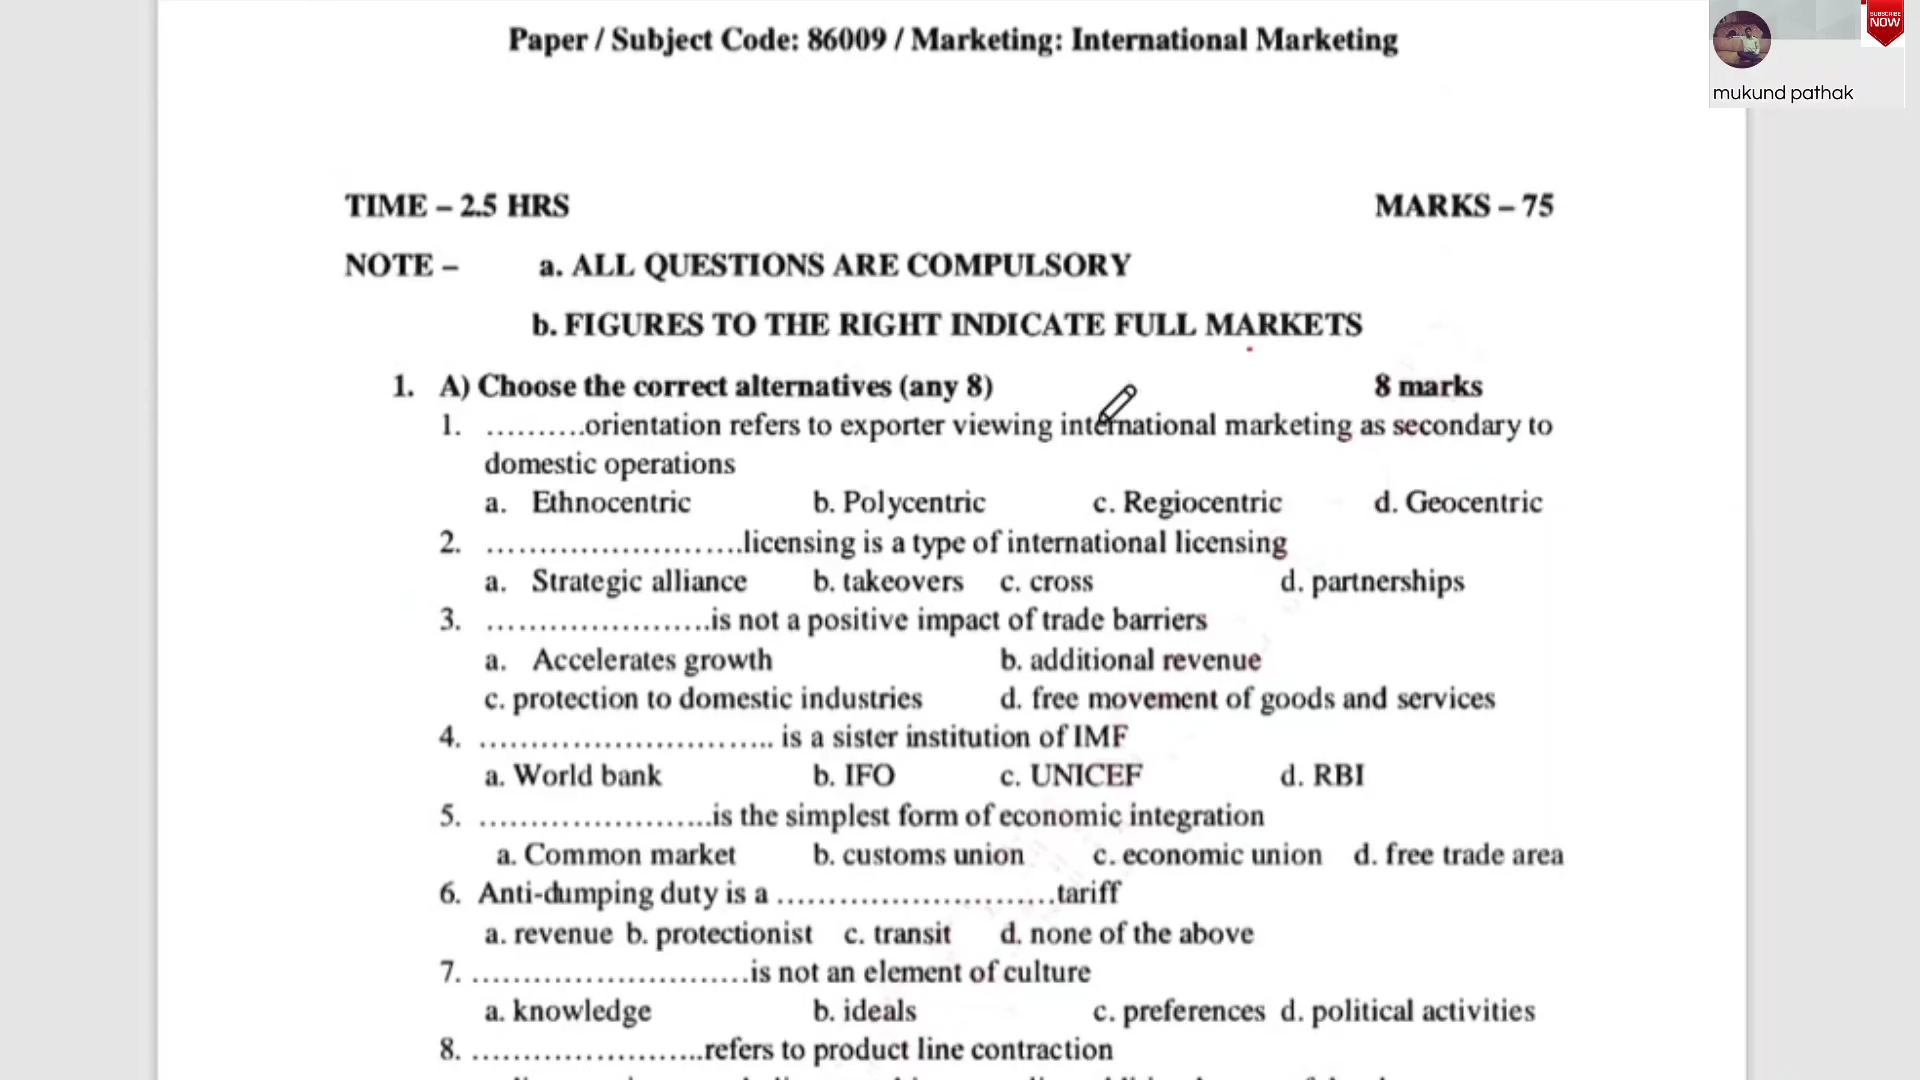 Paper / Subject Code: 86009 / Marketing: International Marketing
SUBSCRIBE
NOW
mukund pathak
TIME – 2.5 HRS MARKS – 75
NOTE – a. ALL QUESTIONS ARE COMPULSORY
b. FIGURES TO THE RIGHT INDICATE FULL MARKETS
1. A) Choose the correct alternatives (any 8) 8 marks
1. ..........orientation refers to exporter viewing international marketing as secondary to
domestic operations
a. Ethnocentric b. Polycentric c. Regiocentric d. Geocentric
2. .........................licensing is a type of international licensing
a. Strategic alliance b. takeovers c. cross d. partnerships
3. ......................is not a positive impact of trade barriers
a. Accelerates growth b. additional revenue
c. protection to domestic industries d. free movement of goods and services
4. ............................. is a sister institution of IMF
a. World bank b. IFO c. UNICEF d. RBI
5. .......................is the simplest form of economic integration
a. Common market b. customs union c. economic union d. free trade area
6. Anti-dumping duty is a ...........................tariff
a. revenue b. protectionist c. transit d. none of the above
7. ...........................is not an element of culture
a. knowledge b. ideals c. preferences d. political activities
8. .......................refers to product line contraction